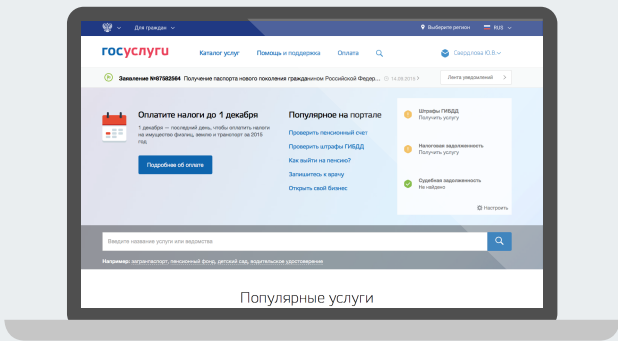 Для граждан
Выберите регион
RUS
госуслуги
Каталог услуг
Помощь и поддержка
Оплата
Свердлова Ю.В
Заявление №67582564 Получение паспорта нового поколения гражданином Российской Федер...
Лента уведомлений
Оплатите налоги до 1 декабря
1 декабря — последний день, чтобы оплатить налоги
на имущество физлиц, землю и транспорт за 2015
год.
Подробнее об оплате
Популярное на портале
Проверить пенсионный счет
Проверить штрафы ГИБДД
Как выйти на пенсию?
Запишитесь к врачу
Открыть свой бизнес
Штрафы ГИБДД
Получить услугу
Налоговая задолженность
Получить услугу
Судебная задолженность
Не найдено
Настроить
Введите название услуги или ведомства
Например: загранпаспорт, пенсионный фонд, детский сад, водительское удостоверение
Популярные услуги